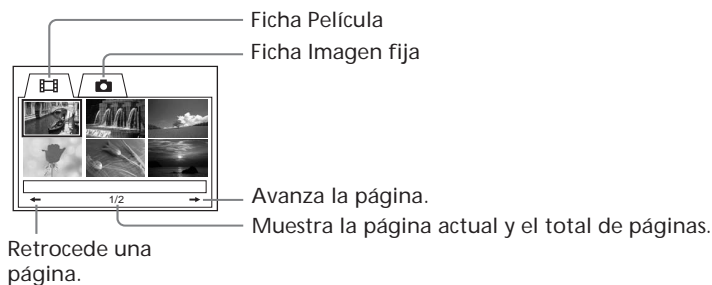 Ficha Película
Ficha Imagen fija
1/2
Avanza la página.
Muestra la página actual y el total de páginas.
Retrocede una
página.